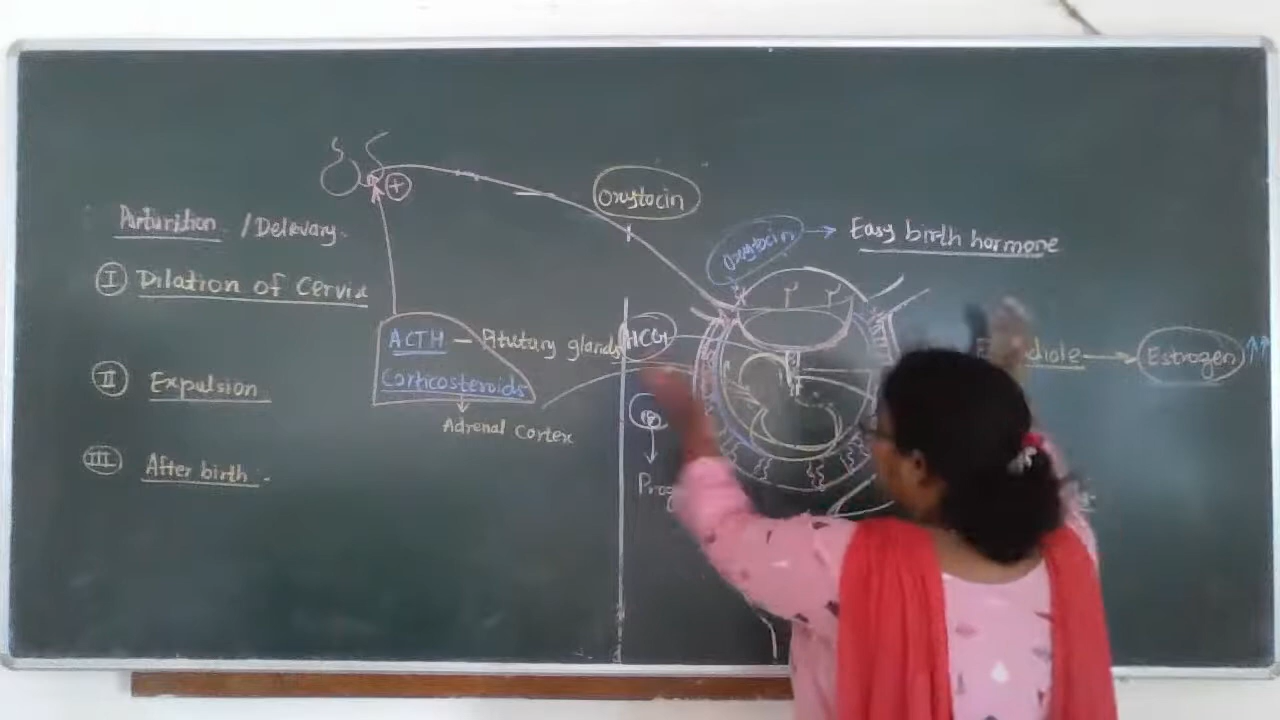 Parturition / Delevary.
I Dilation of Cervix
II Expulsion
III After birth :-
+
Oxytocin
ACTH - Pitutary glands
Corticosteroids
Adrenal Cortex
Oxytocin → Easy birth hormone
HCG
Estrogen ↑↑